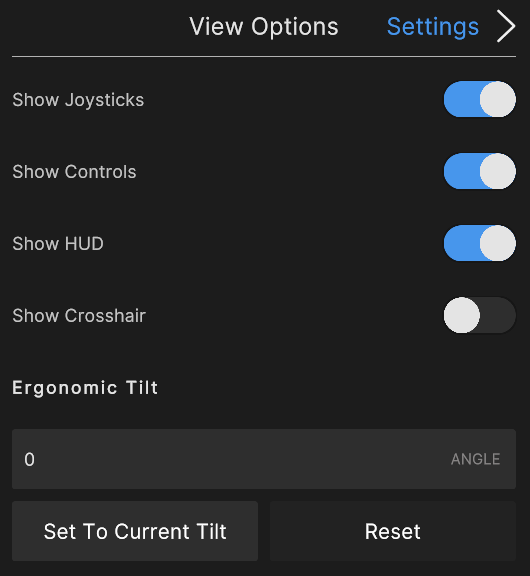 View Options Settings
Show Joysticks
Show Controls
Show HUD
Show Crosshair
Ergonomic Tilt
0 ANGLE
Set To Current Tilt Reset